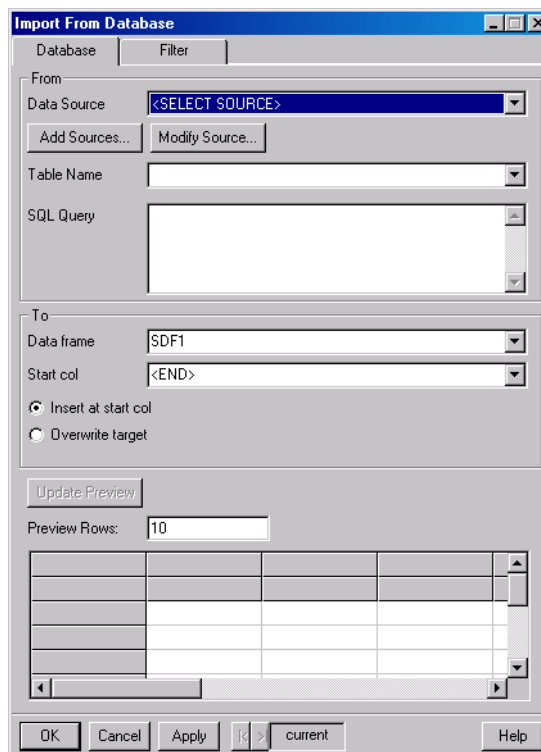 Import From Database
Database Filter
From
Data Source <SELECT SOURCE>
Add Sources... Modify Source...
Table Name
SQL Query
To
Data frame SDF1
Start col <END>
Insert at start col
Overwrite target
Update Preview
Preview Rows: 10
OK Cancel Apply current Help